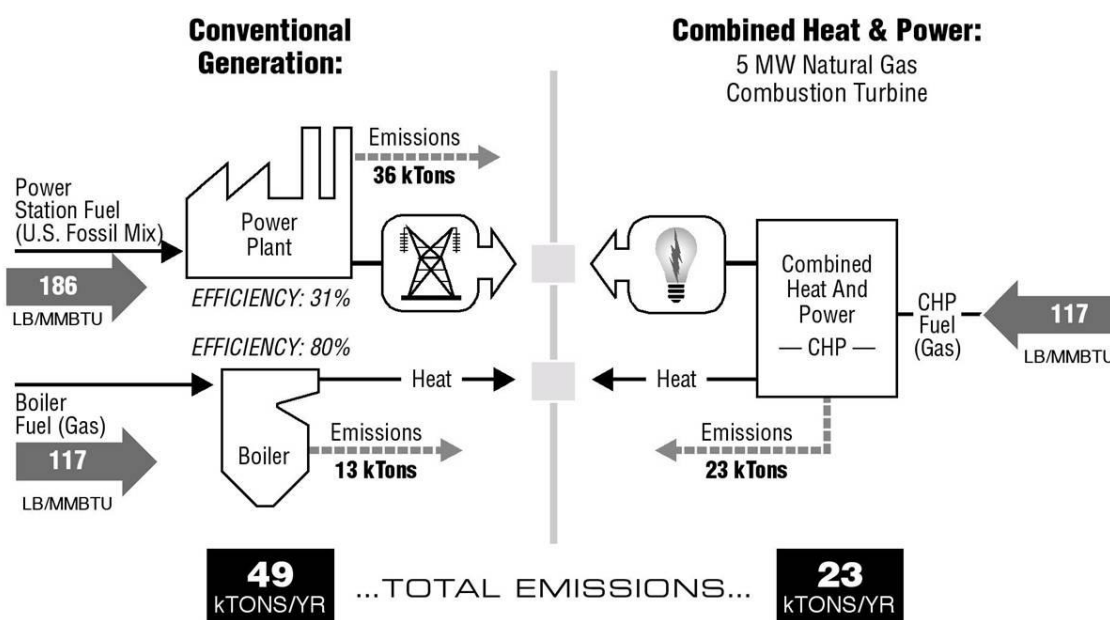 Conventional
Generation:
Combined Heat & Power:
5 MW Natural Gas
Combustion Turbine
Emissions
36 kTons
Power
Station Fuel
(U.S. Fossil Mix)
186
LB/MMBTU
Power
Plant
EFFICIENCY: 31%
Combined
Heat And
Power
— CHP —
CHP
Fuel
(Gas)
117
LB/MMBTU
EFFICIENCY: 80%
Heat
Heat
Boiler
Fuel (Gas)
117
LB/MMBTU
Boiler
Emissions
13 kTons
Emissions
23 kTons
49
kTONS/YR
...TOTAL EMISSIONS...
23
kTONS/YR